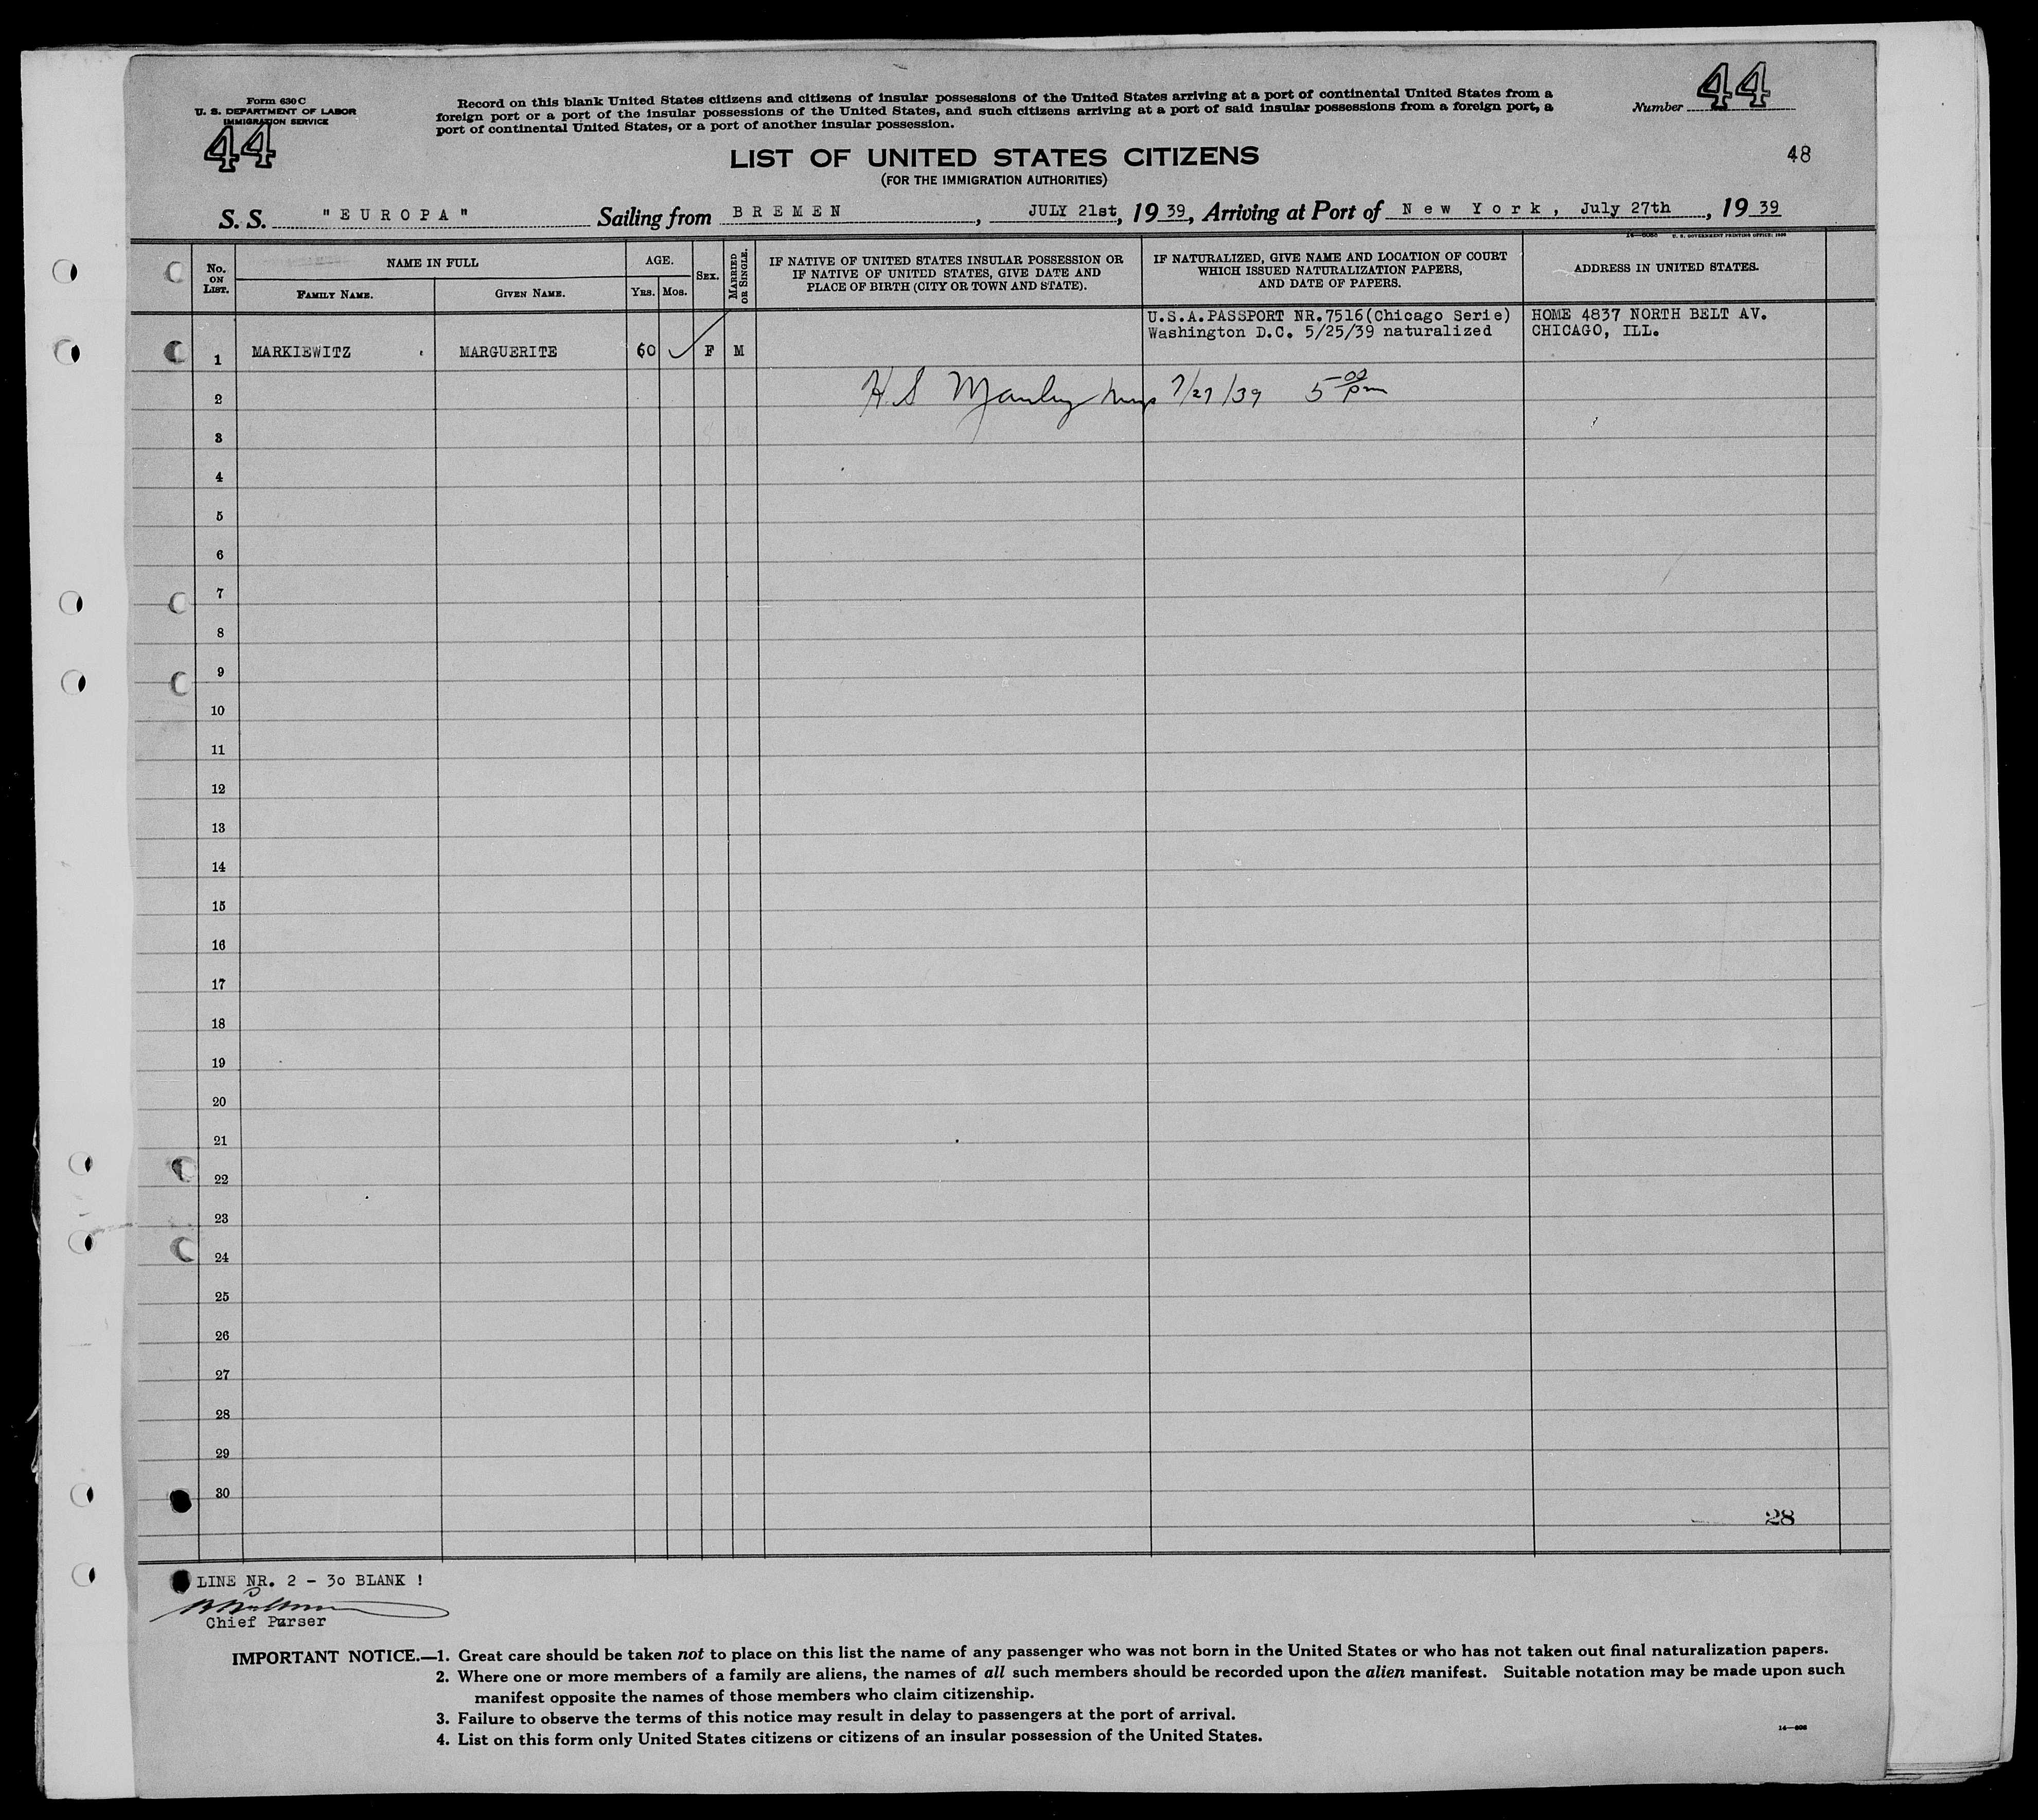 Form 630 C
U. S. DEPARTMENT OF LABOR
IMMIGRATION SERVICE
44
Record on this blank United States citizens and citizens of insular possessions of the United States arriving at a port of continental United States from a
foreign port or a port of the insular possessions of the United States, and such citizens arriving at a port of said insular possessions from a foreign port, a
port of continental United States, or a port of another insular possession.
Number 44
LIST OF UNITED STATES CITIZENS
(FOR THE IMMIGRATION AUTHORITIES)
48
S. S. "EUROPA" Sailing from BREMEN, JULY 21st, 1939, Arriving at Port of New York, July 27th, 1939
U. S. GOVERNMENT PRINTING OFFICE: 1936
No. ON LIST.
NAME IN FULL
FAMILY NAME.
GIVEN NAME.
AGE.
YRS. MOS.
SEX.
MARRIED OR SINGLE.
IF NATIVE OF UNITED STATES INSULAR POSSESSION OR
IF NATIVE OF UNITED STATES, GIVE DATE AND
PLACE OF BIRTH (CITY OR TOWN AND STATE).
IF NATURALIZED, GIVE NAME AND LOCATION OF COURT
WHICH ISSUED NATURALIZATION PAPERS,
AND DATE OF PAPERS.
ADDRESS IN UNITED STATES.
U.S.A.PASSPORT NR.7516(Chicago Serie) HOME 4837 NORTH BELT AV.
Washington D.C. 5/25/39 naturalized CHICAGO, ILL.
1 MARKIEWITZ MARGUERITE 60 ✓ F M
2 H S Manley 7/27/39 5 00 pm
3
4
5
6
7
8
9
10
11
12
13
14
15
16
17
18
19
20
21
22
23
24
25
26
27
28
29
30
28
LINE NR. 2 - 30 BLANK !
Chief Purser
IMPORTANT NOTICE.—1. Great care should be taken not to place on this list the name of any passenger who was not born in the United States or who has not taken out final naturalization papers.
2. Where one or more members of a family are aliens, the names of all such members should be recorded upon the alien manifest. Suitable notation may be made upon such
manifest opposite the names of those members who claim citizenship.
3. Failure to observe the terms of this notice may result in delay to passengers at the port of arrival.
4. List on this form only United States citizens or citizens of an insular possession of the United States.